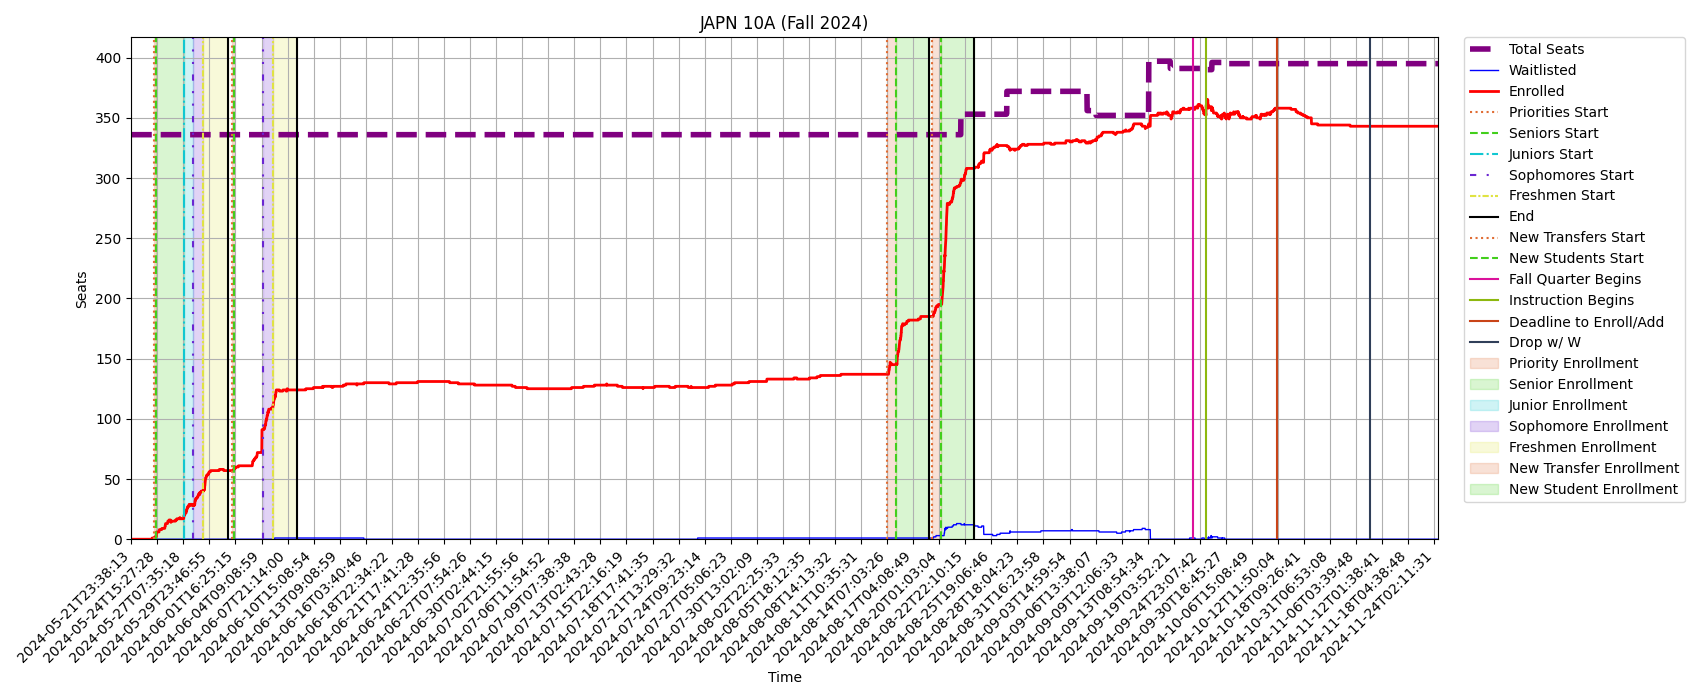 JAPN 10A (Fall 2024)
Seats
400
350
300
250
200
150
100
50
0
2024-05-21T23:38:13
2024-05-24T15:27:28
2024-05-27T07:35:18
2024-05-29T23:46:55
2024-06-01T16:25:15
2024-06-04T09:08:59
2024-06-07T21:14:00
2024-06-10T15:08:54
2024-06-13T09:08:59
2024-06-16T03:40:46
2024-06-18T22:34:22
2024-06-21T17:41:28
2024-06-24T12:35:56
2024-06-27T07:54:26
2024-06-30T02:44:15
2024-07-02T21:55:56
2024-07-06T11:54:52
2024-07-09T07:38:38
2024-07-13T02:43:28
2024-07-15T22:16:19
2024-07-18T17:41:35
2024-07-21T13:29:32
2024-07-24T09:23:14
2024-07-27T05:06:23
2024-07-30T13:02:09
2024-08-02T22:25:33
2024-08-05T18:12:35
2024-08-08T14:13:32
2024-08-11T10:35:31
2024-08-14T07:03:26
2024-08-17T04:08:49
2024-08-20T01:03:04
2024-08-22T22:10:15
2024-08-25T19:06:46
2024-08-28T18:04:23
2024-08-31T16:23:58
2024-09-03T14:59:54
2024-09-06T13:38:07
2024-09-09T12:06:33
2024-09-13T08:54:34
2024-09-19T03:52:21
2024-09-24T23:07:42
2024-09-30T18:45:27
2024-10-06T15:08:49
2024-10-12T11:50:04
2024-10-18T09:26:41
2024-10-31T06:53:08
2024-11-06T03:39:48
2024-11-12T01:38:41
2024-11-18T04:38:48
2024-11-24T02:11:31
Time
Total Seats
Waitlisted
Enrolled
Priorities Start
Seniors Start
Juniors Start
Sophomores Start
Freshmen Start
End
New Transfers Start
New Students Start
Fall Quarter Begins
Instruction Begins
Deadline to Enroll/Add
Drop w/ W
Priority Enrollment
Senior Enrollment
Junior Enrollment
Sophomore Enrollment
Freshmen Enrollment
New Transfer Enrollment
New Student Enrollment